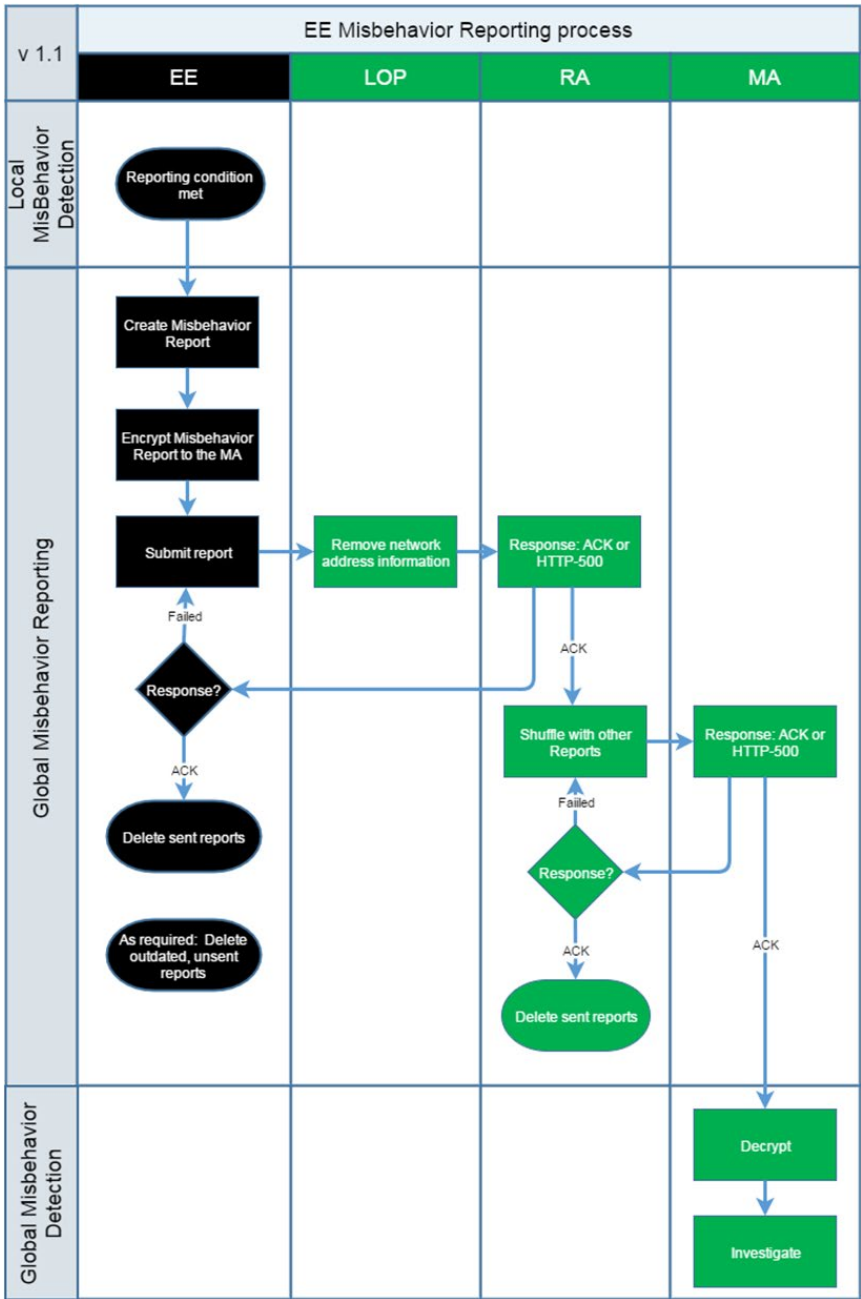 EE Misbehavior Reporting process
v 1.1
EE
LOP
RA
MA
Local
MisBehavior
Detection
Reporting condition
met
Global Misbehavior Reporting
Create Misbehavior
Report
Encrypt Misbehavior
Report to the MA
Submit report
Remove network
address information
Response: ACK or
HTTP-500
Failed
ACK
Response?
Shuffle with other
Reports
Response: ACK or
HTTP-500
ACK
Faiiled
Delete sent reports
Response?
As required:  Delete
outdated, unsent
reports
ACK
ACK
Delete sent reports
Global Misbehavior
Detection
Decrypt
Investigate